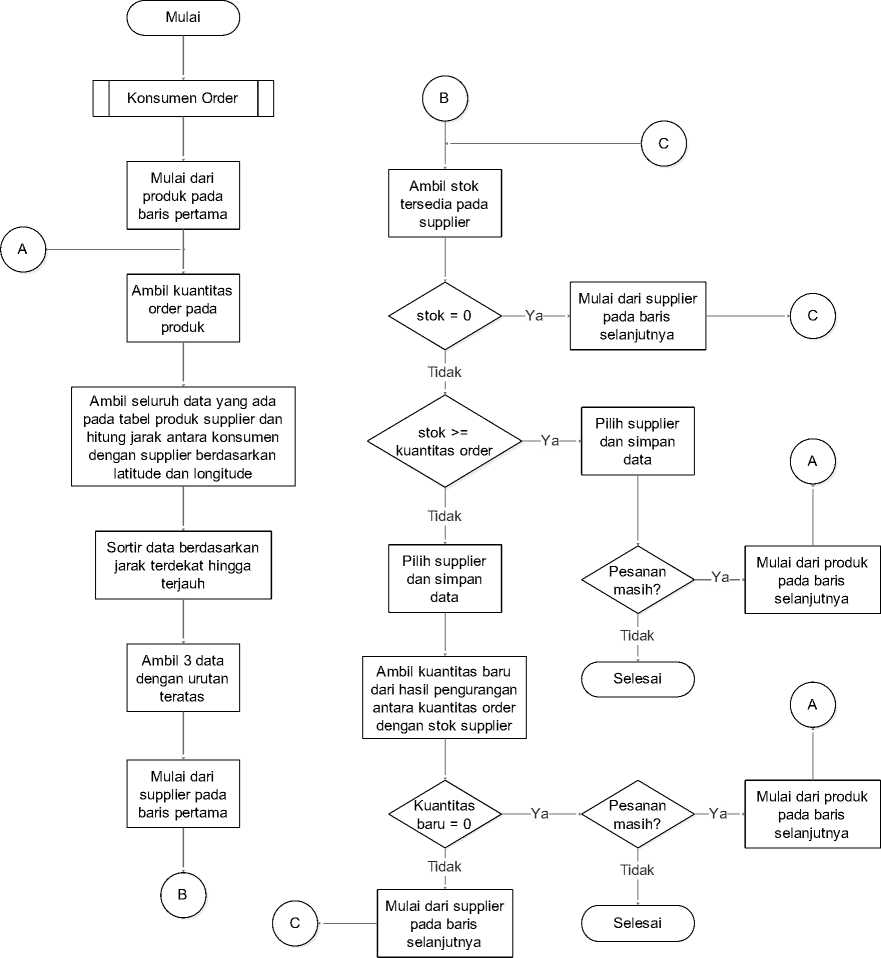 Mulai
Konsumen Order
Mulai dari
produk pada
baris pertama
A
Ambil kuantitas
order pada
produk
Ambil seluruh data yang ada
pada tabel produk supplier dan
hitung jarak antara konsumen
dengan supplier berdasarkan
latitude dan longitude
Sortir data berdasarkan
jarak terdekat hingga
terjauh
Ambil 3 data
dengan urutan
teratas
Mulai dari
supplier pada
baris pertama
B
B
C
Ambil stok
tersedia pada
supplier
stok = 0
Ya
Mulai dari supplier
pada baris
selanjutnya
C
Tidak
stok >=
kuantitas order
Ya
Pilih supplier
dan simpan
data
A
Tidak
Pesanan
masih?
Ya
Mulai dari produk
pada baris
selanjutnya
Tidak
Selesai
Pilih supplier
dan simpan
data
Ambil kuantitas baru
dari hasil pengurangan
antara kuantitas order
dengan stok supplier
A
Kuantitas
baru = 0
Ya
Pesanan
masih?
Ya
Mulai dari produk
pada baris
selanjutnya
Tidak
Tidak
Mulai dari supplier
pada baris
selanjutnya
C
Selesai